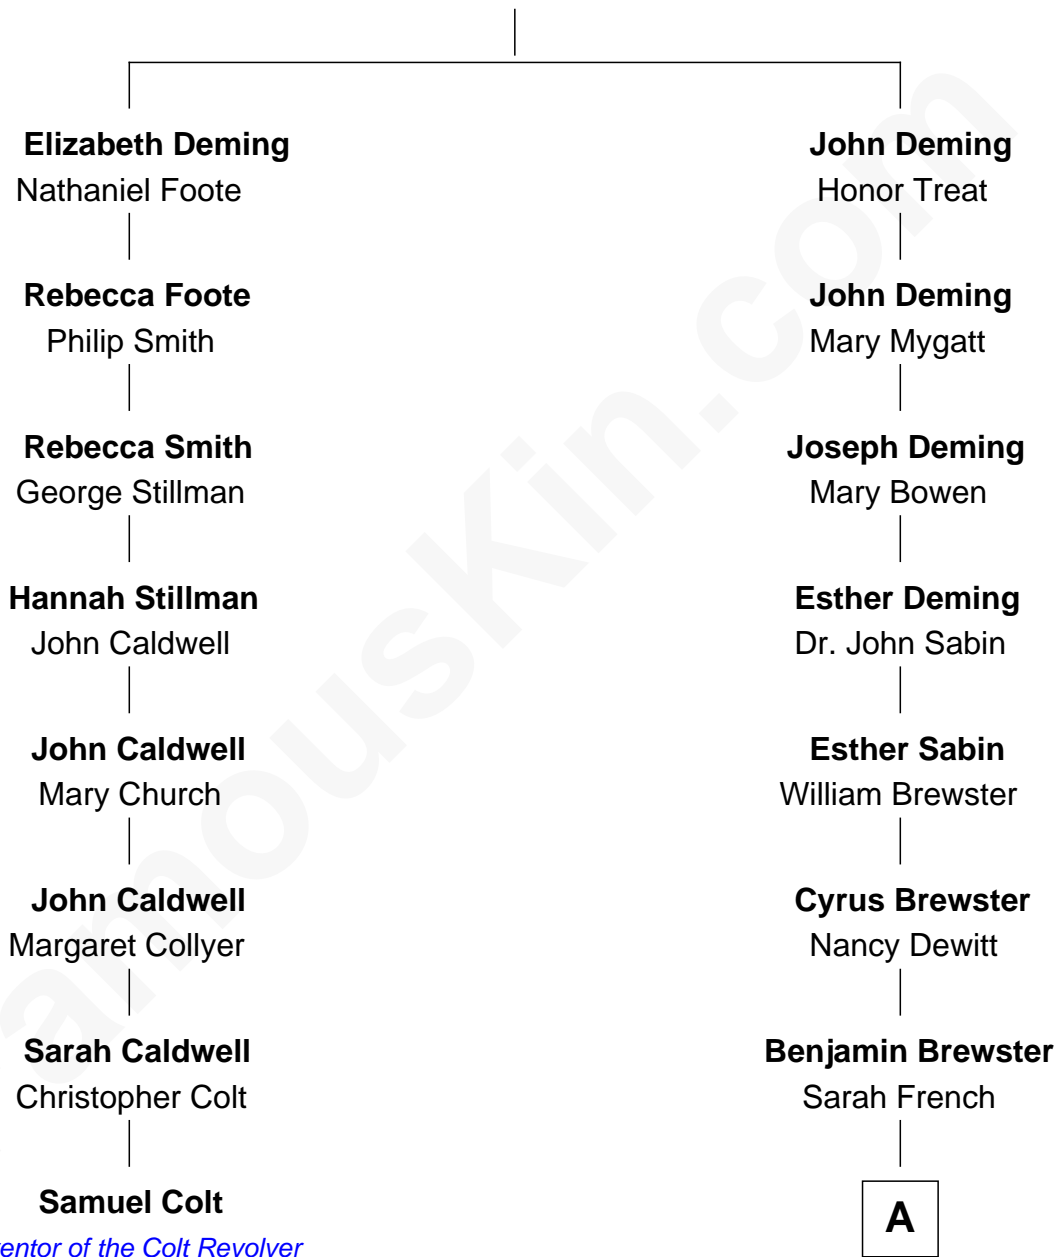 Elizabeth Deming
Nathaniel Foote
Rebecca Foote
Philip Smith
Rebecca Smith
George Stillman
Hannah Stillman
John Caldwell
John Caldwell
Mary Church
John Caldwell
Margaret Collyer
Sarah Caldwell
Christopher Colt
Samuel Colt
entor of the Colt Revolver
John Deming
Honor Treat
John Deming
Mary Mygatt
Joseph Deming
Mary Bowen
Esther Deming
Dr. John Sabin
Esther Sabin
William Brewster
Cyrus Brewster
Nancy Dewitt
Benjamin Brewster
Sarah French
A
amouskin.com